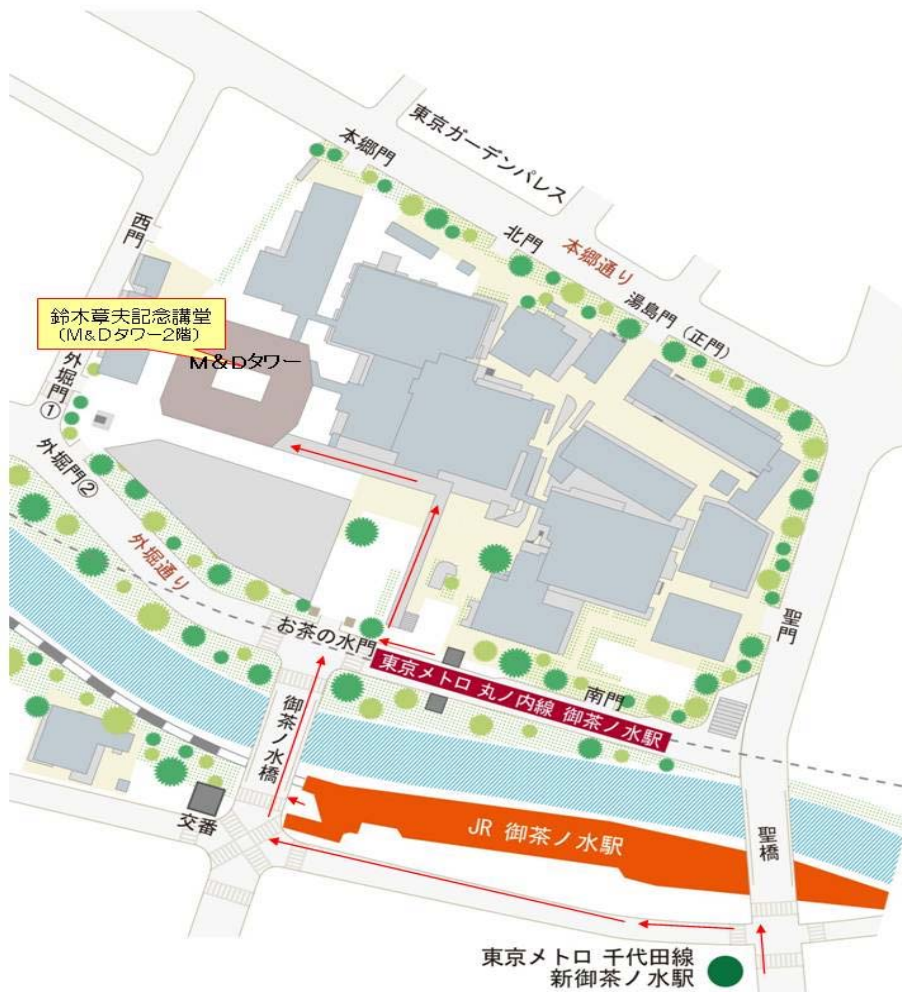 東京ガーデンパレス
本郷門
西門
北門
本郷通り
湯島門(正門)
鈴木章夫記念講堂
(M&Dタワー2階)
M&Dタワー
外堀門①
外堀門②
外堀通り
聖門
お茶の水門
東京メトロ 丸ノ内線 御茶ノ水駅
南門
御茶ノ水橋
交番
JR 御茶ノ水駅
聖橋
東京メトロ 千代田線
新御茶ノ水駅